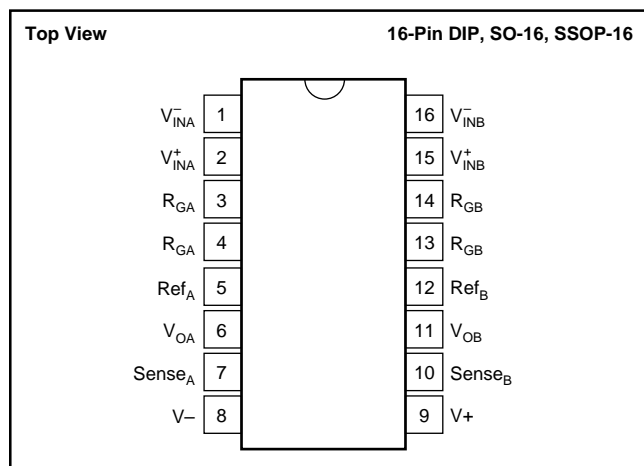 Top View 16-Pin DIP, SO-16, SSOP-16
V⁻INA 1 16 V⁻INB
V⁺INA 2 15 V⁺INB
RGA 3 14 RGB
RGA 4 13 RGB
RefA 5 12 RefB
VOA 6 11 VOB
SenseA 7 10 SenseB
V– 8 9 V+